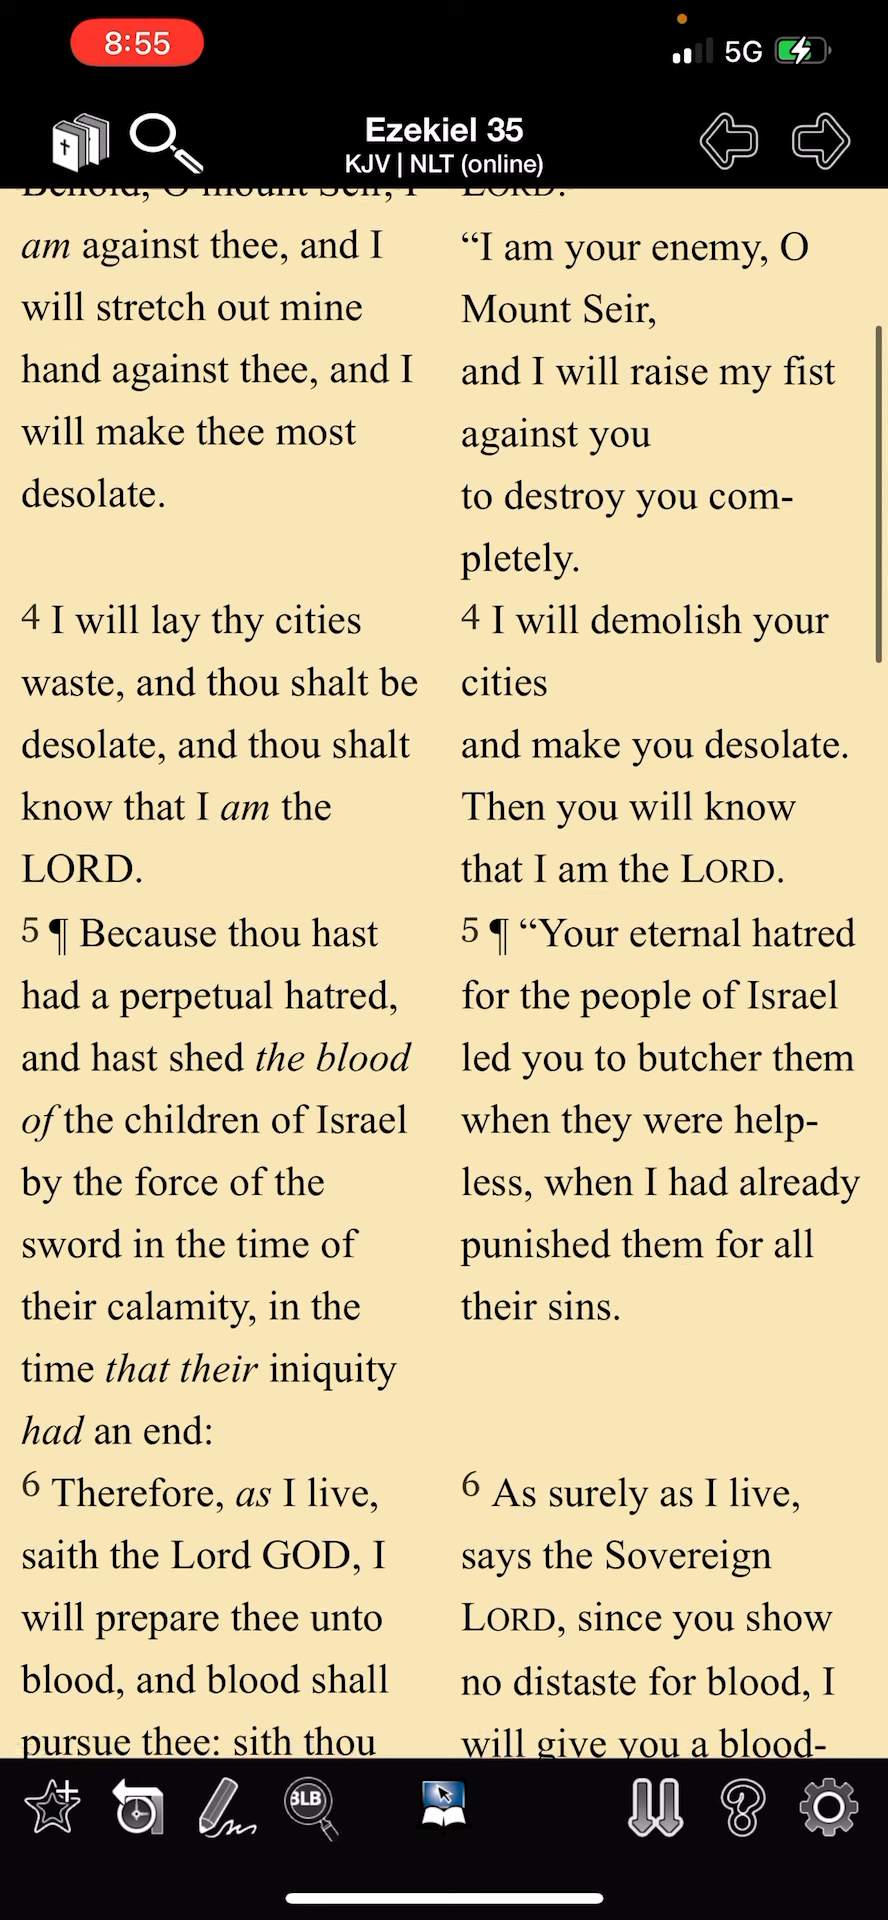 8:55
5G
Ezekiel 35
KJV | NLT (online)
Behold, O mount Seir, I
am against thee, and I
will stretch out mine
hand against thee, and I
will make thee most
desolate.
4 I will lay thy cities
waste, and thou shalt be
desolate, and thou shalt
know that I am the
LORD.
5 ¶ Because thou hast
had a perpetual hatred,
and hast shed the blood
of the children of Israel
by the force of the
sword in the time of
their calamity, in the
time that their iniquity
had an end:
6 Therefore, as I live,
saith the Lord GOD, I
will prepare thee unto
blood, and blood shall
pursue thee: sith thou
LORD:
“I am your enemy, O
Mount Seir,
and I will raise my fist
against you
to destroy you com-
pletely.
4 I will demolish your
cities
and make you desolate.
Then you will know
that I am the LORD.
5 ¶ “Your eternal hatred
for the people of Israel
led you to butcher them
when they were help-
less, when I had already
punished them for all
their sins.
6 As surely as I live,
says the Sovereign
LORD, since you show
no distaste for blood, I
will give you a blood-
BLB